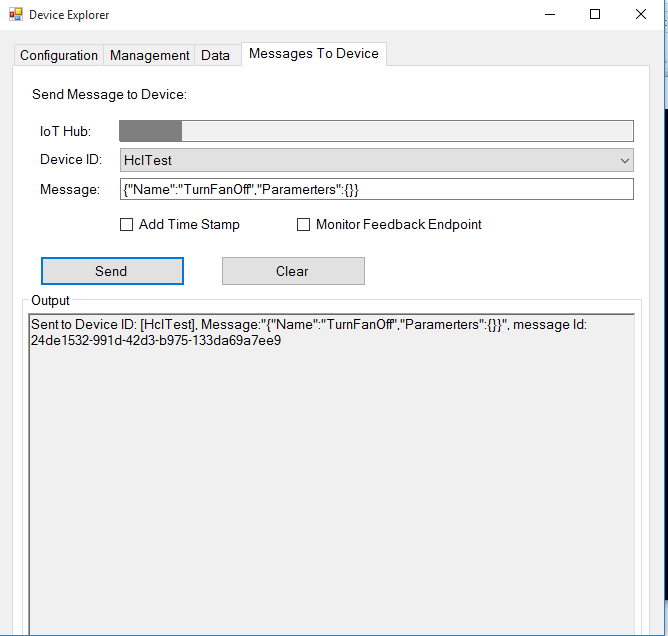 Device Explorer
Configuration Management Data Messages To Device
Send Message to Device:
IoT Hub:
Device ID: HclTest
Message: {"Name":"TurnFanOff","Paramerters":{}}
Add Time Stamp Monitor Feedback Endpoint
Send Clear
Output
Sent to Device ID: [HclTest], Message:"{"Name":"TurnFanOff","Paramerters":{}}", message Id:
24de1532-991d-42d3-b975-133da69a7ee9